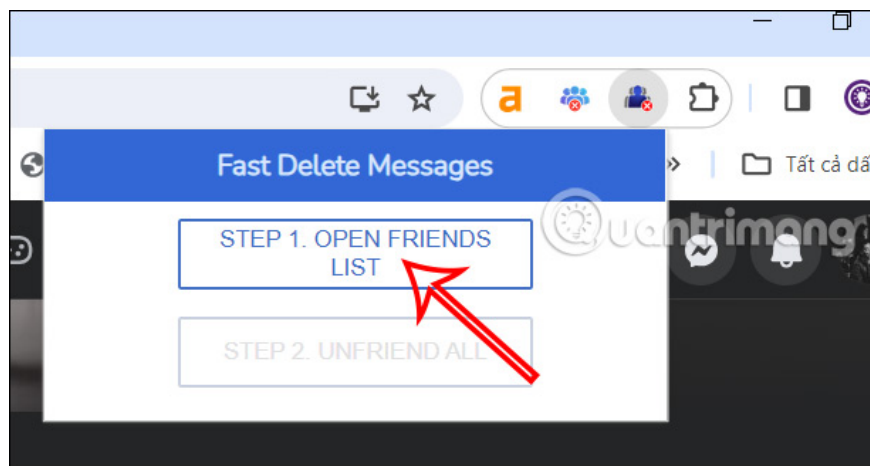 a
Fast Delete Messages
»
Tất cả dấ
Quantrimang
STEP 1. OPEN FRIENDS
LIST
STEP 2. UNFRIEND ALL